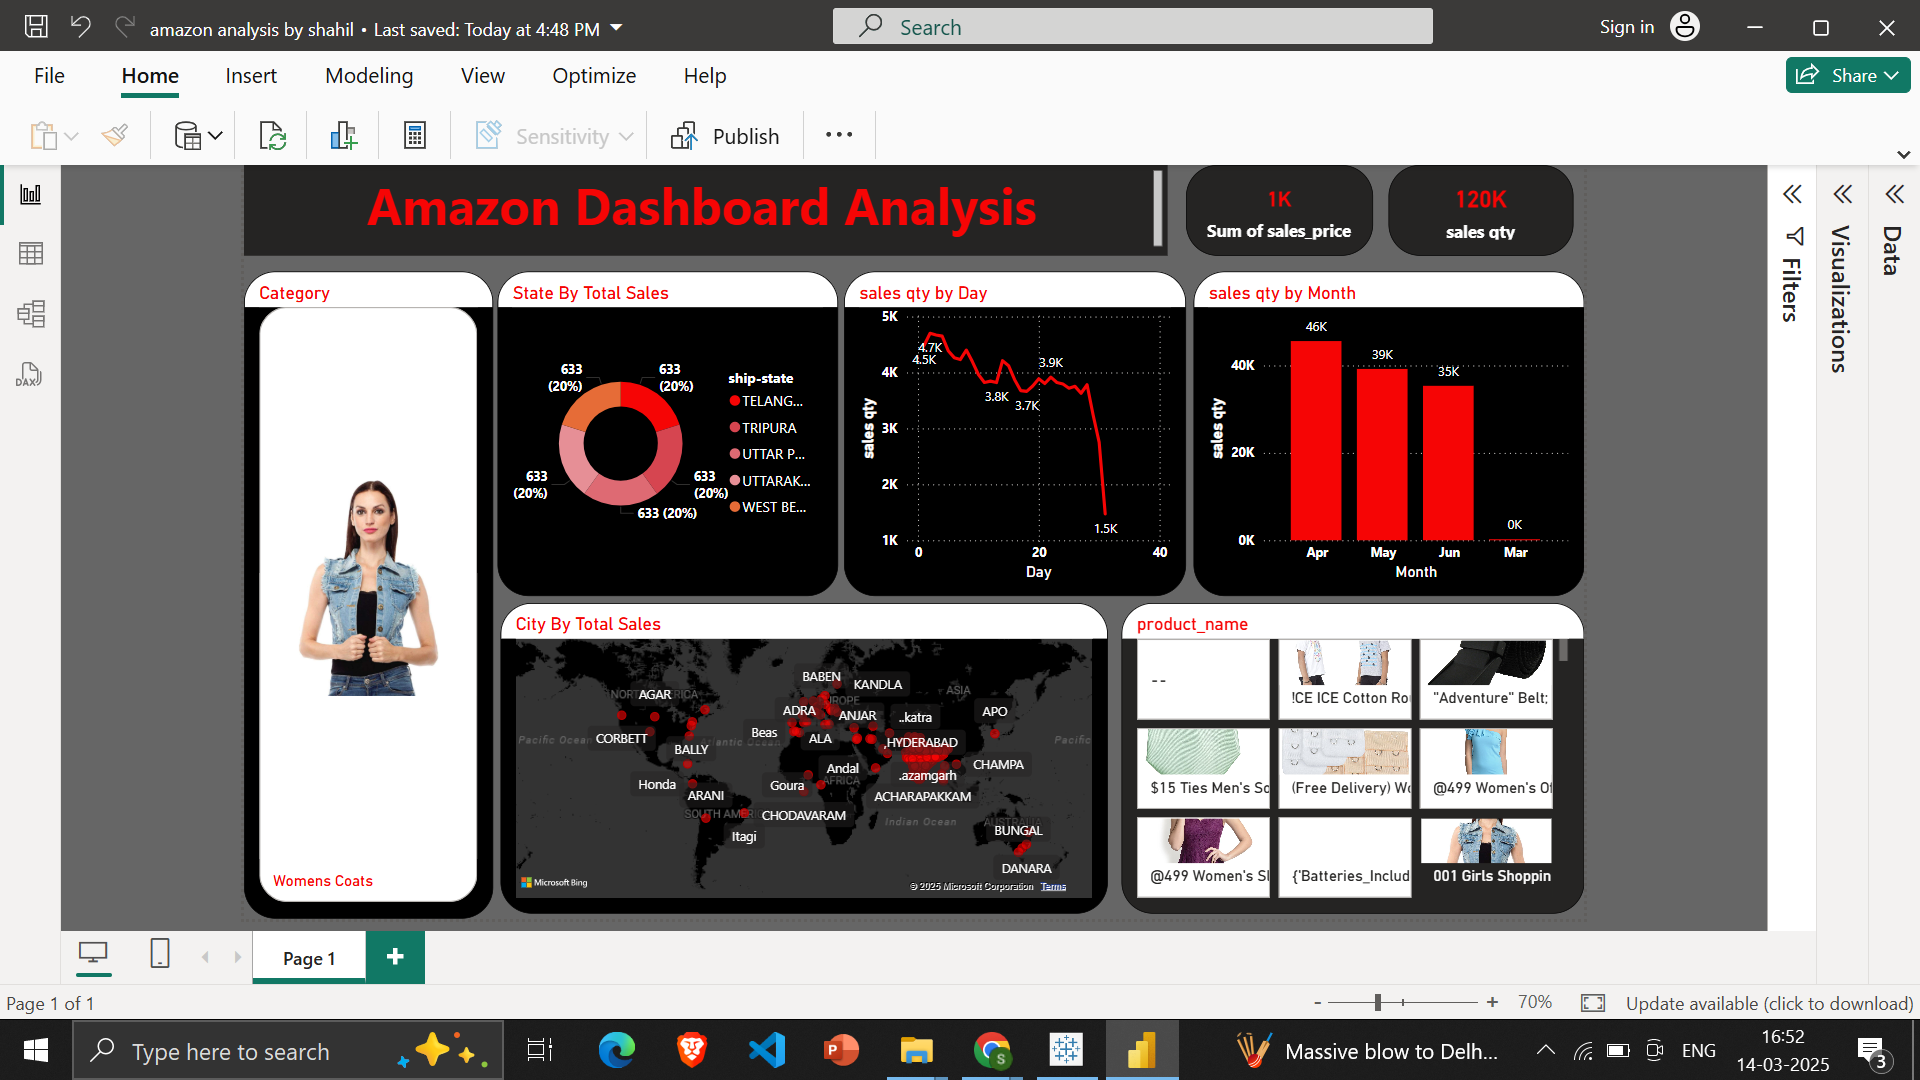 amazon analysis by shahil • Last saved: Today at 4:48 PM
Search
Sign in
File
Home
Insert
Modeling
View
Optimize
Help
Share
Sensitivity
Publish
DAX
Amazon Dashboard Analysis
1K
Sum of sales_price
120K
sales qty
Filters
Visualizations
Data
Category
Womens Coats
State By Total Sales
633
(20%)
633
(20%)
633
(20%)
633
(20%)
633 (20%)
ship-state
TELANG...
TRIPURA
UTTAR P...
UTTARAK...
WEST BE...
sales qty by Day
sales qty
5K
4K
3K
2K
1K
4.7K
4.5K
3.8K
3.7K
3.9K
1.5K
0
20
40
Day
sales qty by Month
sales qty
40K
20K
0K
46K
39K
35K
0K
Apr
May
Jun
Mar
Month
City By Total Sales
BABEN
KANDLA
ASIA
AGAR
ADRA
ANJAR
..katra
APO
CORBETT
BALLY
Beas
ALA
,HYDERABAD
Pacific Ocean
Atlantic Ocean
Pacific
Andal
AFRICA
.azamgarh
CHAMPA
Honda
ARANI
Goura
ACHARAPAKKAM
SOUTH AMERI
CHODAVARAM
Indian Ocean
AUSTRALIA
Itagi
BUNGAL
DANARA
Microsoft Bing
© 2025 Microsoft Corporation Terms
product_name
--
!CE ICE Cotton Ro
"Adventure" Belt;
$15 Ties Men's So
(Free Delivery) Wo
@499 Women's Of
@499 Women's Sl
{'Batteries_Includ
001 Girls Shoppin
Page 1
+
Page 1 of 1
- + 70%
Update available (click to download)
Type here to search
Massive blow to Delh...
ENG
16:52
14-03-2025
3